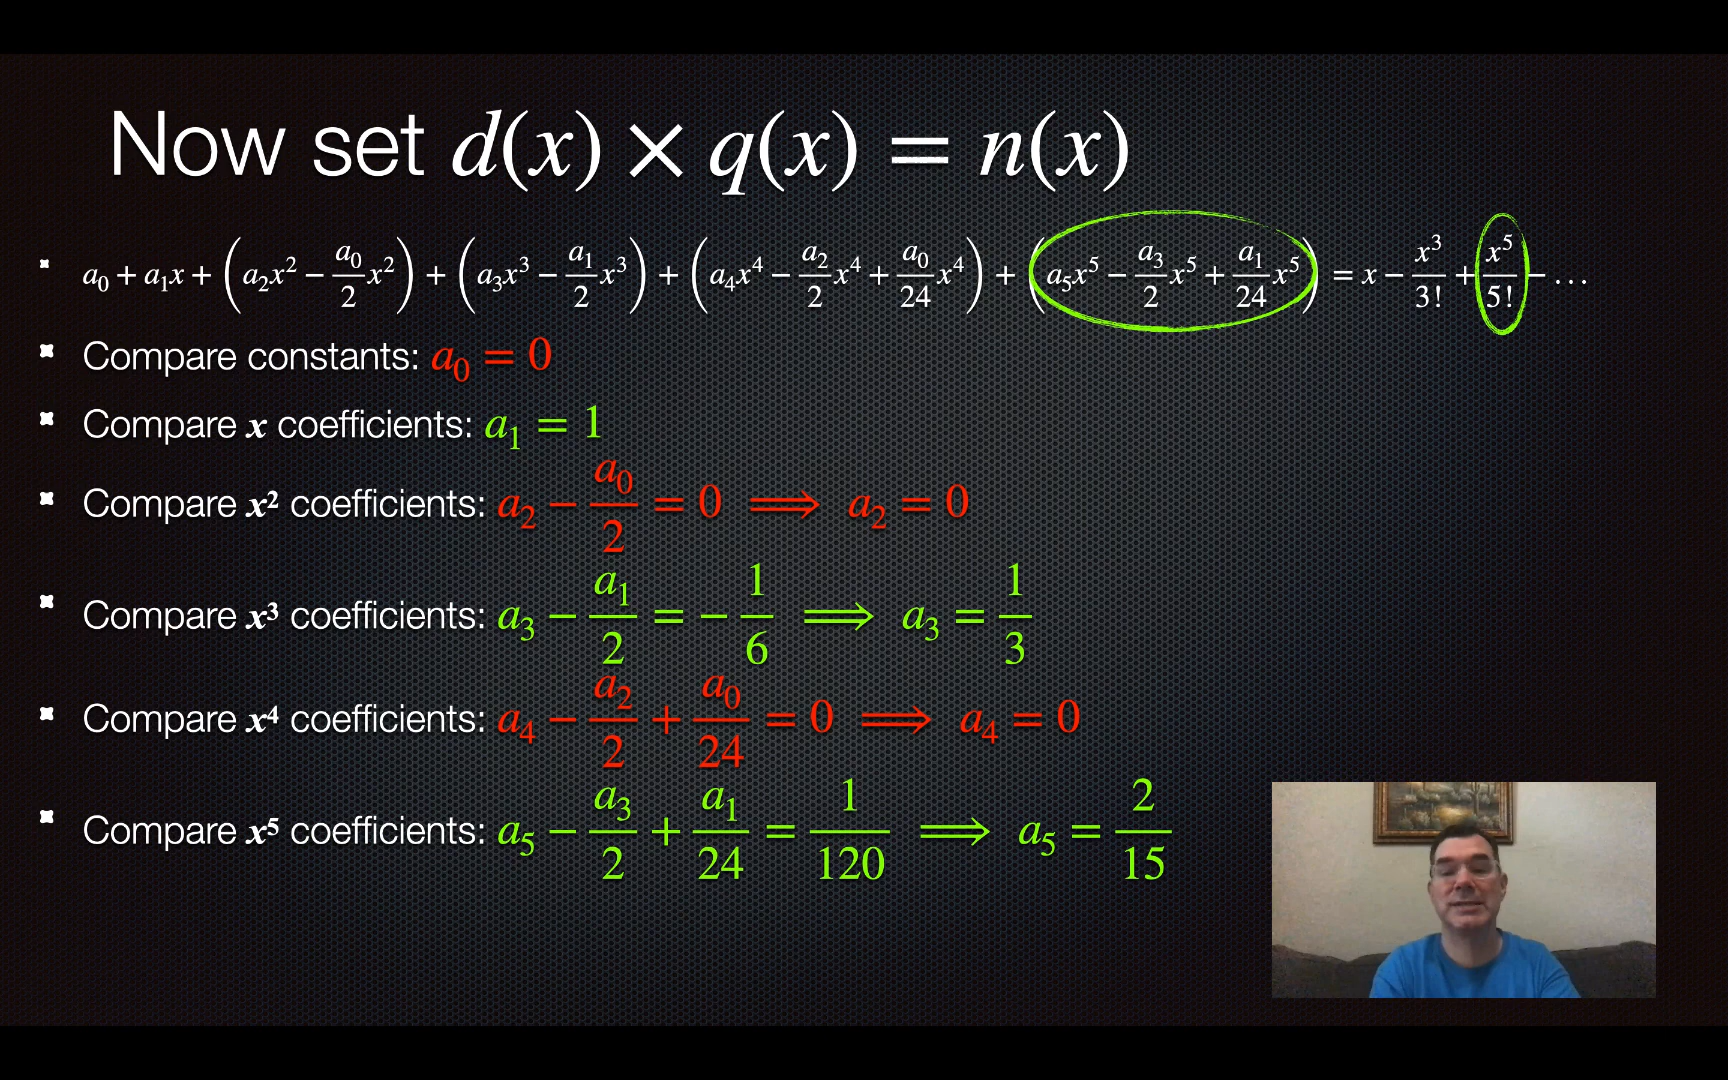 Now set d(x) × q(x) = n(x)
a₀ + a₁x + (a₂x² − a₀/2 x²) + (a₃x³ − a₁/2 x³) + (a₄x⁴ − a₂/2 x⁴ + a₀/24 x⁴) + (a₅x⁵ − a₃/2 x⁵ + a₁/24 x⁵) = x − x³/3! + x⁵/5! − …
Compare constants: a₀ = 0
Compare x coefficients: a₁ = 1
Compare x² coefficients: a₂ − a₀/2 = 0 ⟹ a₂ = 0
Compare x³ coefficients: a₃ − a₁/2 = − 1/6 ⟹ a₃ = 1/3
Compare x⁴ coefficients: a₄ − a₂/2 + a₀/24 = 0 ⟹ a₄ = 0
Compare x⁵ coefficients: a₅ − a₃/2 + a₁/24 = 1/120 ⟹ a₅ = 2/15